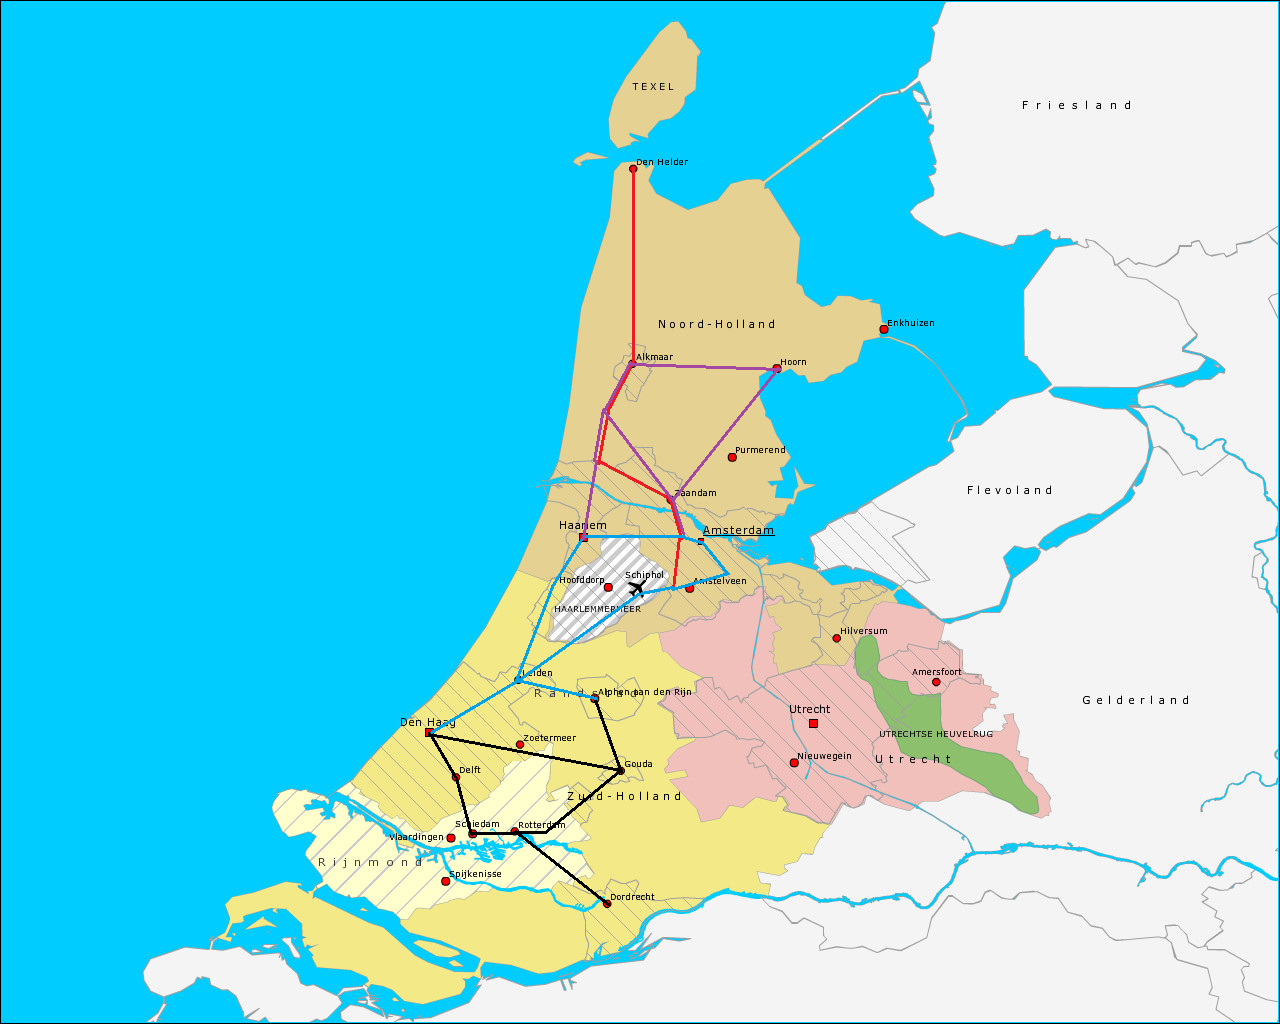 TEXEL
Friesland
Den Helder
Noord-Holland
Enkhuizen
Alkmaar
Hoorn
Purmerend
Flevoland
Zaandam
Haarlem
Amsterdam
Schiphol
Hoofddorp
Amstelveen
HAARLEMMERMEER
Hilversum
Leiden
Amersfoort
Randstad
Alphen aan den Rijn
Gelderland
Utrecht
Den Haag
UTRECHTSE HEUVELRUG
Zoetermeer
Nieuwegein
Utrecht
Delft
Gouda
Zuid-Holland
Schiedam
Rotterdam
Vlaardingen
Rijnmond
Spijkenisse
Dordrecht